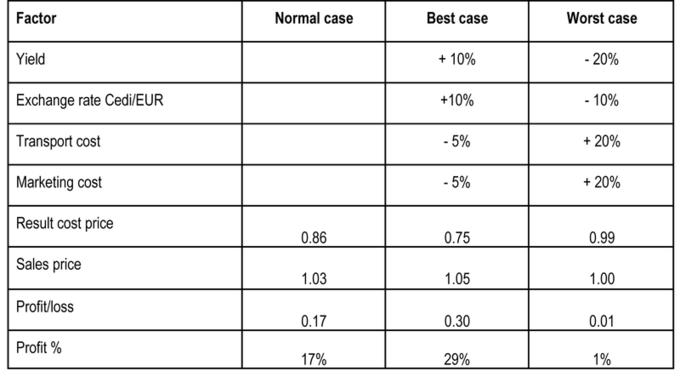 Factor Normal case Best case Worst case
Yield + 10% - 20%
Exchange rate Cedi/EUR +10% - 10%
Transport cost - 5% + 20%
Marketing cost - 5% + 20%
Result cost price 0.86 0.75 0.99
Sales price 1.03 1.05 1.00
Profit/loss 0.17 0.30 0.01
Profit % 17% 29% 1%